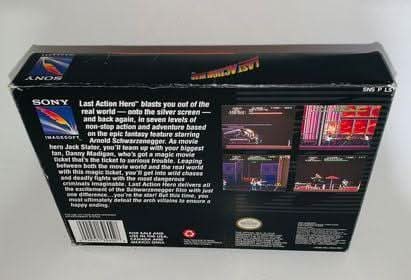 LAST ACTION HERO
SONY
SNS P LS
SONY
IMAGESOFT
Last Action Hero™ blasts you out of the
real world — onto the silver screen —
and back again, in seven levels of
non-stop action and adventure based
on the epic fantasy feature starring
Arnold Schwarzenegger. As movie
hero Jack Slater, you'll team up with your biggest
fan, Danny Madigan, who's got a magic movie
ticket that's the ticket to serious trouble. Leaping
between both the movie world and the real world
with this magic ticket, you'll get into wild chases
and deadly fights with the most dangerous
criminals imaginable. Last Action Hero delivers all
the excitement of the Schwarzenegger film with just
one difference...you're the star! But this time, you
must ultimately defeat the arch villains to ensure a
happy ending.
FOR SALE AND
USE IN THE U.S.A.,
CANADA AND
MEXICO ONLY.
Nintendo